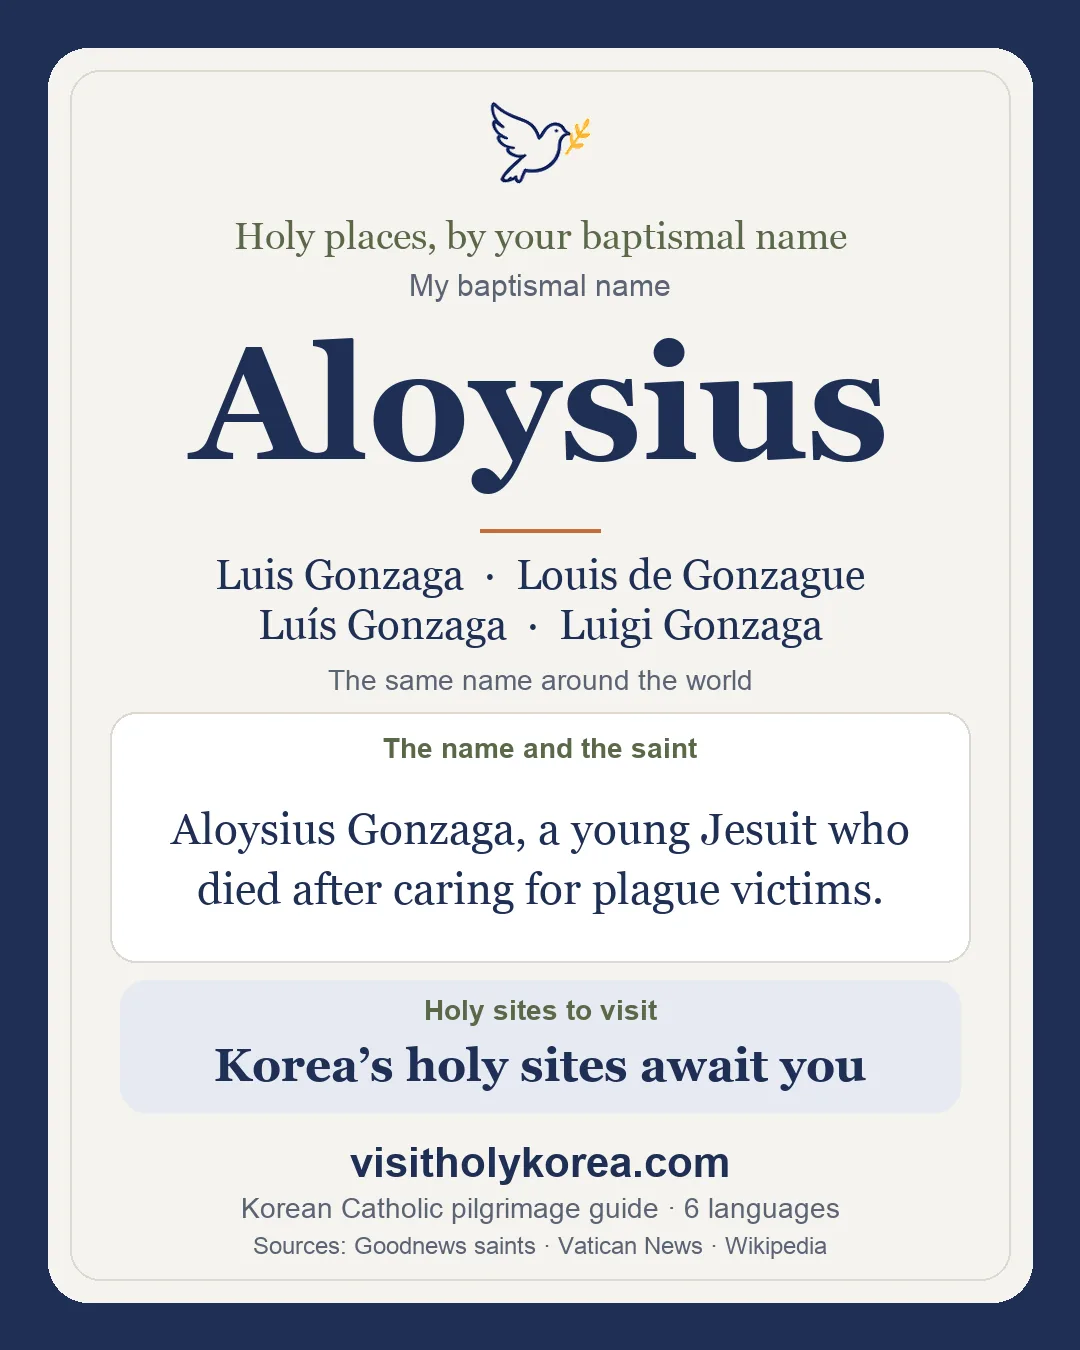 Holy places, by your baptismal name
My baptismal name
Aloysius
Luis Gonzaga · Louis de Gonzague
Luís Gonzaga · Luigi Gonzaga
The same name around the world
The name and the saint
Aloysius Gonzaga, a young Jesuit who
died after caring for plague victims.
Holy sites to visit
Korea’s holy sites await you
visitholykorea.com
Korean Catholic pilgrimage guide · 6 languages
Sources: Goodnews saints · Vatican News · Wikipedia